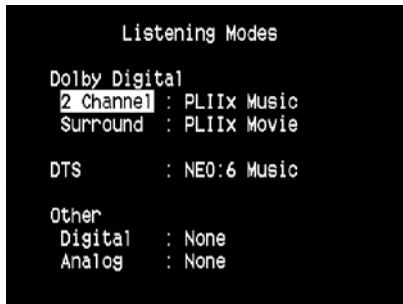 Listening Modes
Dolby Digital
2 Channel : PLIIx Music
Surround : PLIIx Movie
DTS : NEO:6 Music
Other
Digital : None
Analog : None